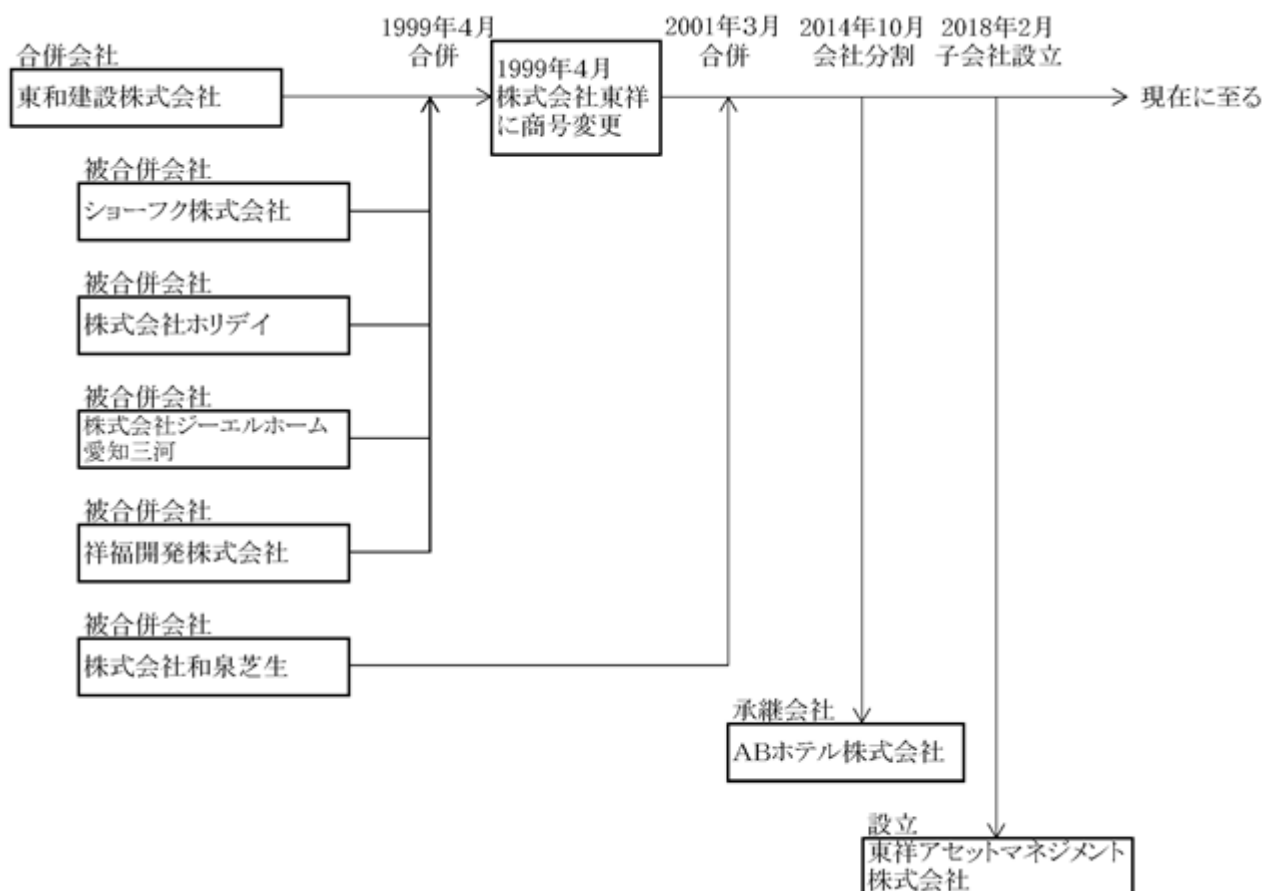 1999年4月
合併
2001年3月
合併
2014年10月
会社分割
2018年2月
子会社設立
合併会社
東和建設株式会社
1999年4月
株式会社東祥
に商号変更
現在に至る
被合併会社
ショーフク株式会社
被合併会社
株式会社ホリデイ
被合併会社
株式会社ジーエルホーム
愛知三河
被合併会社
祥福開発株式会社
被合併会社
株式会社和泉芝生
承継会社
ABホテル株式会社
設立
東祥アセットマネジメント
株式会社